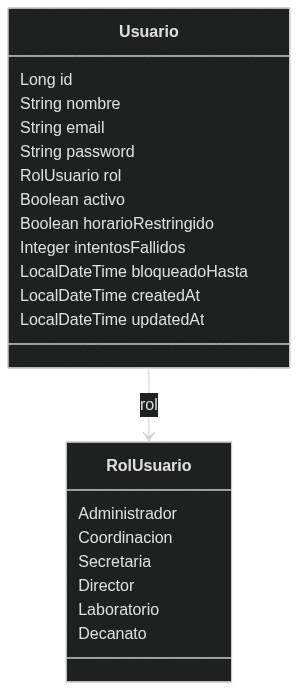 Usuario
Long id
String nombre
String email
String password
RolUsuario rol
Boolean activo
Boolean horarioRestringido
Integer intentosFallidos
LocalDateTime bloqueadoHasta
LocalDateTime createdAt
LocalDateTime updatedAt
rol
RolUsuario
Administrador
Coordinacion
Secretaria
Director
Laboratorio
Decanato